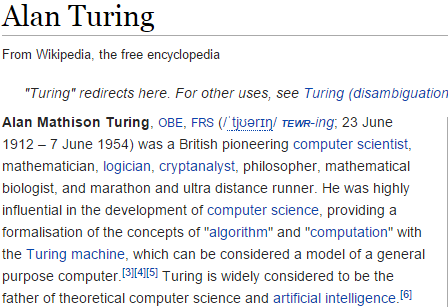 Alan Turing
From Wikipedia, the free encyclopedia
"Turing" redirects here. For other uses, see Turing (disambiguation
Alan Mathison Turing, OBE, FRS (/ˈtjʊərɪŋ/ TEWR-ing; 23 June
1912 – 7 June 1954) was a British pioneering computer scientist,
mathematician, logician, cryptanalyst, philosopher, mathematical
biologist, and marathon and ultra distance runner. He was highly
influential in the development of computer science, providing a
formalisation of the concepts of "algorithm" and "computation" with
the Turing machine, which can be considered a model of a general
purpose computer.[3][4][5] Turing is widely considered to be the
father of theoretical computer science and artificial intelligence.[6]